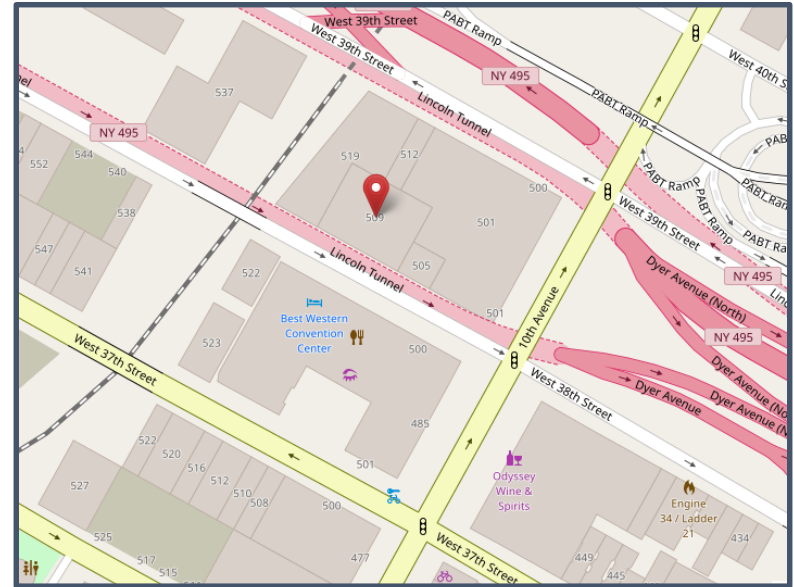 West 39th Street
PABT Ramp
West 39th Street
NY 495
West 40th S
537
Lincoln Tunnel
PABT Ramp
NY 495
519
512
552
544
540
538
547
541
509
500
501
505
501
PABT Ramp
PABT Ramp
West 39th Street
PABT Ra
NY 495
Dyer Avenue (North)
NY 495
Lincoln Tunnel
522
523
Best Western
Convention
Center
500
485
501
10th Avenue
West 38th Street
Dyer Avenue
West 37th Street
522
520
516
512
510
508
500
527
525
517
515
477
Odyssey
Wine &
Spirits
Engine
34 / Ladder
21
434
449
445
West 37th Street